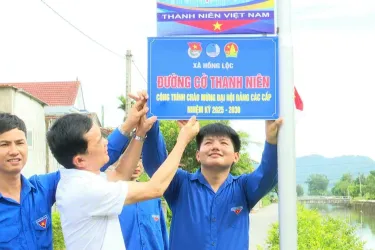 THANH NIÊN VIỆT NAM
XÃ HỒNG LỘC
ĐƯỜNG CỜ THANH NIÊN
CÔNG TRÌNH CHÀO MỪNG ĐẠI HỘI ĐẢNG CÁC CẤP
NHIỆM KỲ 2025 - 2030